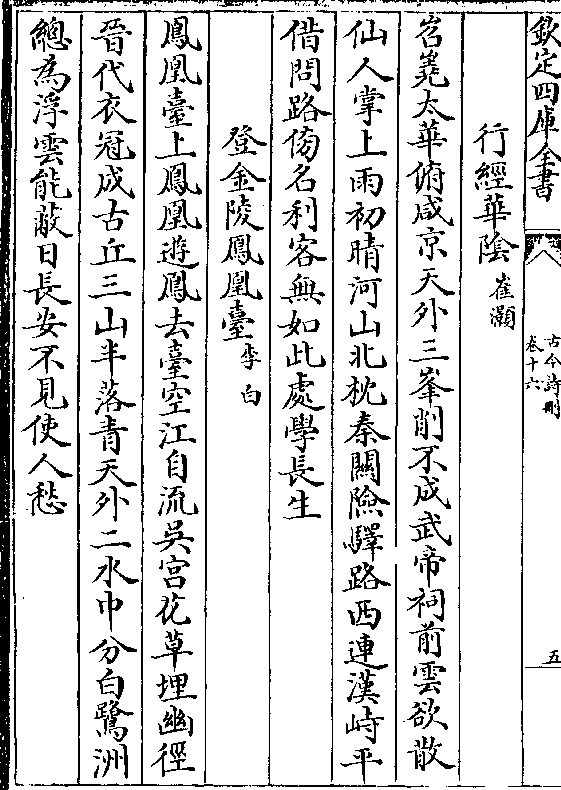 欽定四庫全書
古今詩刪
卷十六
五
行經華陰崔灝
岧嶤太華俯咸京天外三峯削不成武帝祠前雲欲散
仙人掌上雨初晴河山北枕秦關險驛路西連漢畤平
借問路傍名利客無如此處學長生
登金陵鳳凰臺李白
鳳凰臺上鳳凰遊鳳去臺空江自流吳宮花草埋幽徑
晉代衣冠成古丘三山半落青天外二水中分白鷺洲
總為浮雲能蔽日長安不見使人愁